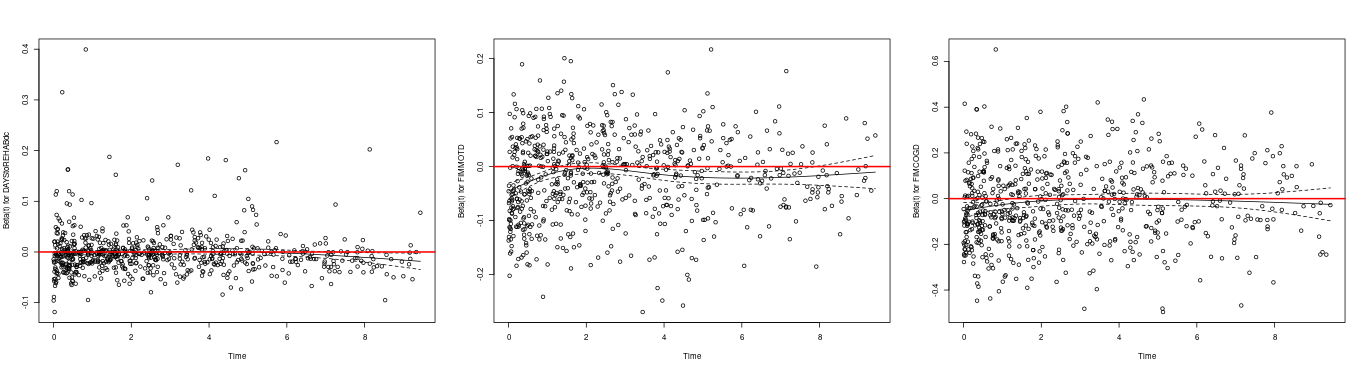 Beta(t) for DAYStoREHABdc
0.4
0.3
0.2
0.1
0.0
-0.1
0 2 4 6 8
Time
Beta(t) for FIMMOTD
0.2
0.1
0.0
-0.1
-0.2
0 2 4 6 8
Time
Beta(t) for FIMCOGD
0.6
0.4
0.2
0.0
-0.2
-0.4
0 2 4 6 8
Time